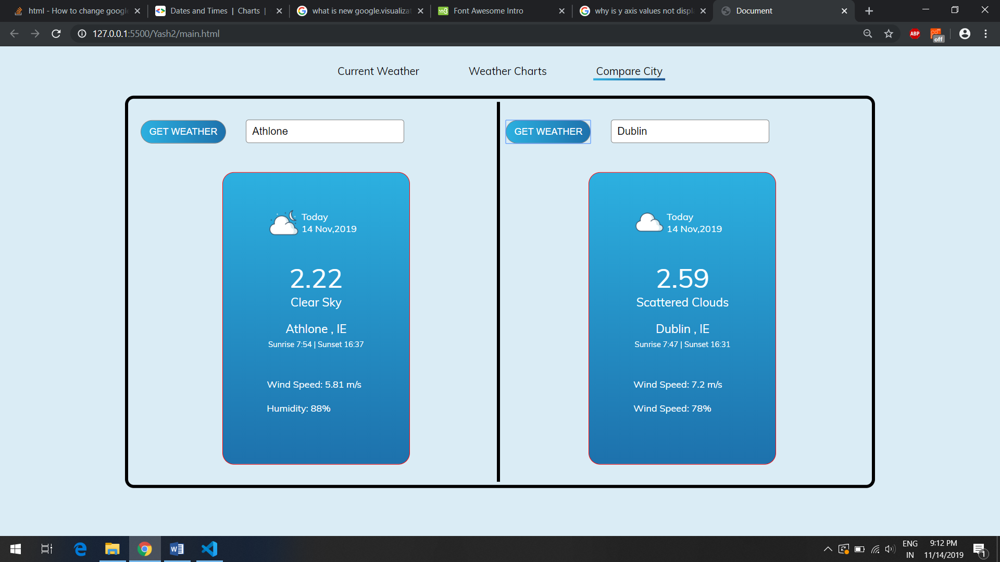 html - How to change google
Dates and Times | Charts |
what is new google.visualizat
Font Awesome Intro
why is y axis values not displ
Document
127.0.0.1:5500/Yash2/main.html
ABP
off
Current Weather
Weather Charts
Compare City
GET WEATHER
Athlone
GET WEATHER
Dublin
Today
14 Nov,2019
2.22
Clear Sky
Athlone , IE
Sunrise 7:54 | Sunset 16:37
Wind Speed: 5.81 m/s
Humidity: 88%
Today
14 Nov,2019
2.59
Scattered Clouds
Dublin , IE
Sunrise 7:47 | Sunset 16:31
Wind Speed: 7.2 m/s
Wind Speed: 78%
ENG
IN
9:12 PM
11/14/2019
1